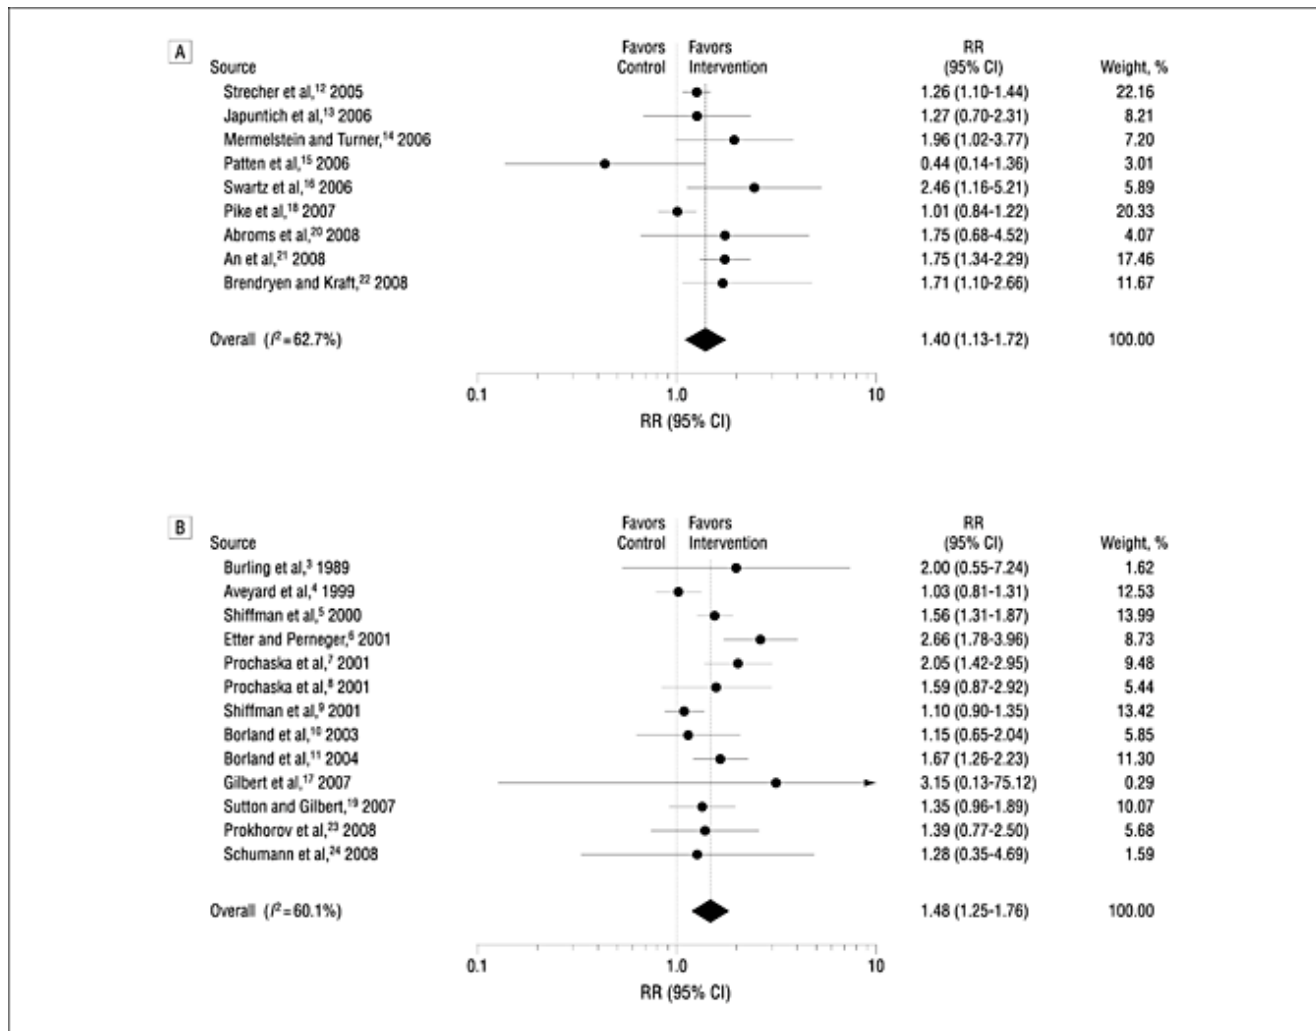 A
Favors Favors RR
Source Control Intervention (95% CI) Weight, %
Strecher et al,12 2005 1.26 (1.10-1.44) 22.16
Japuntich et al,13 2006 1.27 (0.70-2.31) 8.21
Mermelstein and Turner,14 2006 1.96 (1.02-3.77) 7.20
Patten et al,15 2006 0.44 (0.14-1.36) 3.01
Swartz et al,16 2006 2.46 (1.16-5.21) 5.89
Pike et al,18 2007 1.01 (0.84-1.22) 20.33
Abroms et al,20 2008 1.75 (0.68-4.52) 4.07
An et al,21 2008 1.75 (1.34-2.29) 17.46
Brendryen and Kraft,22 2008 1.71 (1.10-2.66) 11.67
Overall (I2=62.7%) 1.40 (1.13-1.72) 100.00
0.1 1.0 10
RR (95% CI)
B
Favors Favors RR
Source Control Intervention (95% CI) Weight, %
Burling et al,3 1989 2.00 (0.55-7.24) 1.62
Aveyard et al,4 1999 1.03 (0.81-1.31) 12.53
Shiffman et al,5 2000 1.56 (1.31-1.87) 13.99
Etter and Perneger,6 2001 2.66 (1.78-3.96) 8.73
Prochaska et al,7 2001 2.05 (1.42-2.95) 9.48
Prochaska et al,8 2001 1.59 (0.87-2.92) 5.44
Shiffman et al,9 2001 1.10 (0.90-1.35) 13.42
Borland et al,10 2003 1.15 (0.65-2.04) 5.85
Borland et al,11 2004 1.67 (1.26-2.23) 11.30
Gilbert et al,17 2007 3.15 (0.13-75.12) 0.29
Sutton and Gilbert,19 2007 1.35 (0.96-1.89) 10.07
Prokhorov et al,23 2008 1.39 (0.77-2.50) 5.68
Schumann et al,24 2008 1.28 (0.35-4.69) 1.59
Overall (I2=60.1%) 1.48 (1.25-1.76) 100.00
0.1 1.0 10
RR (95% CI)